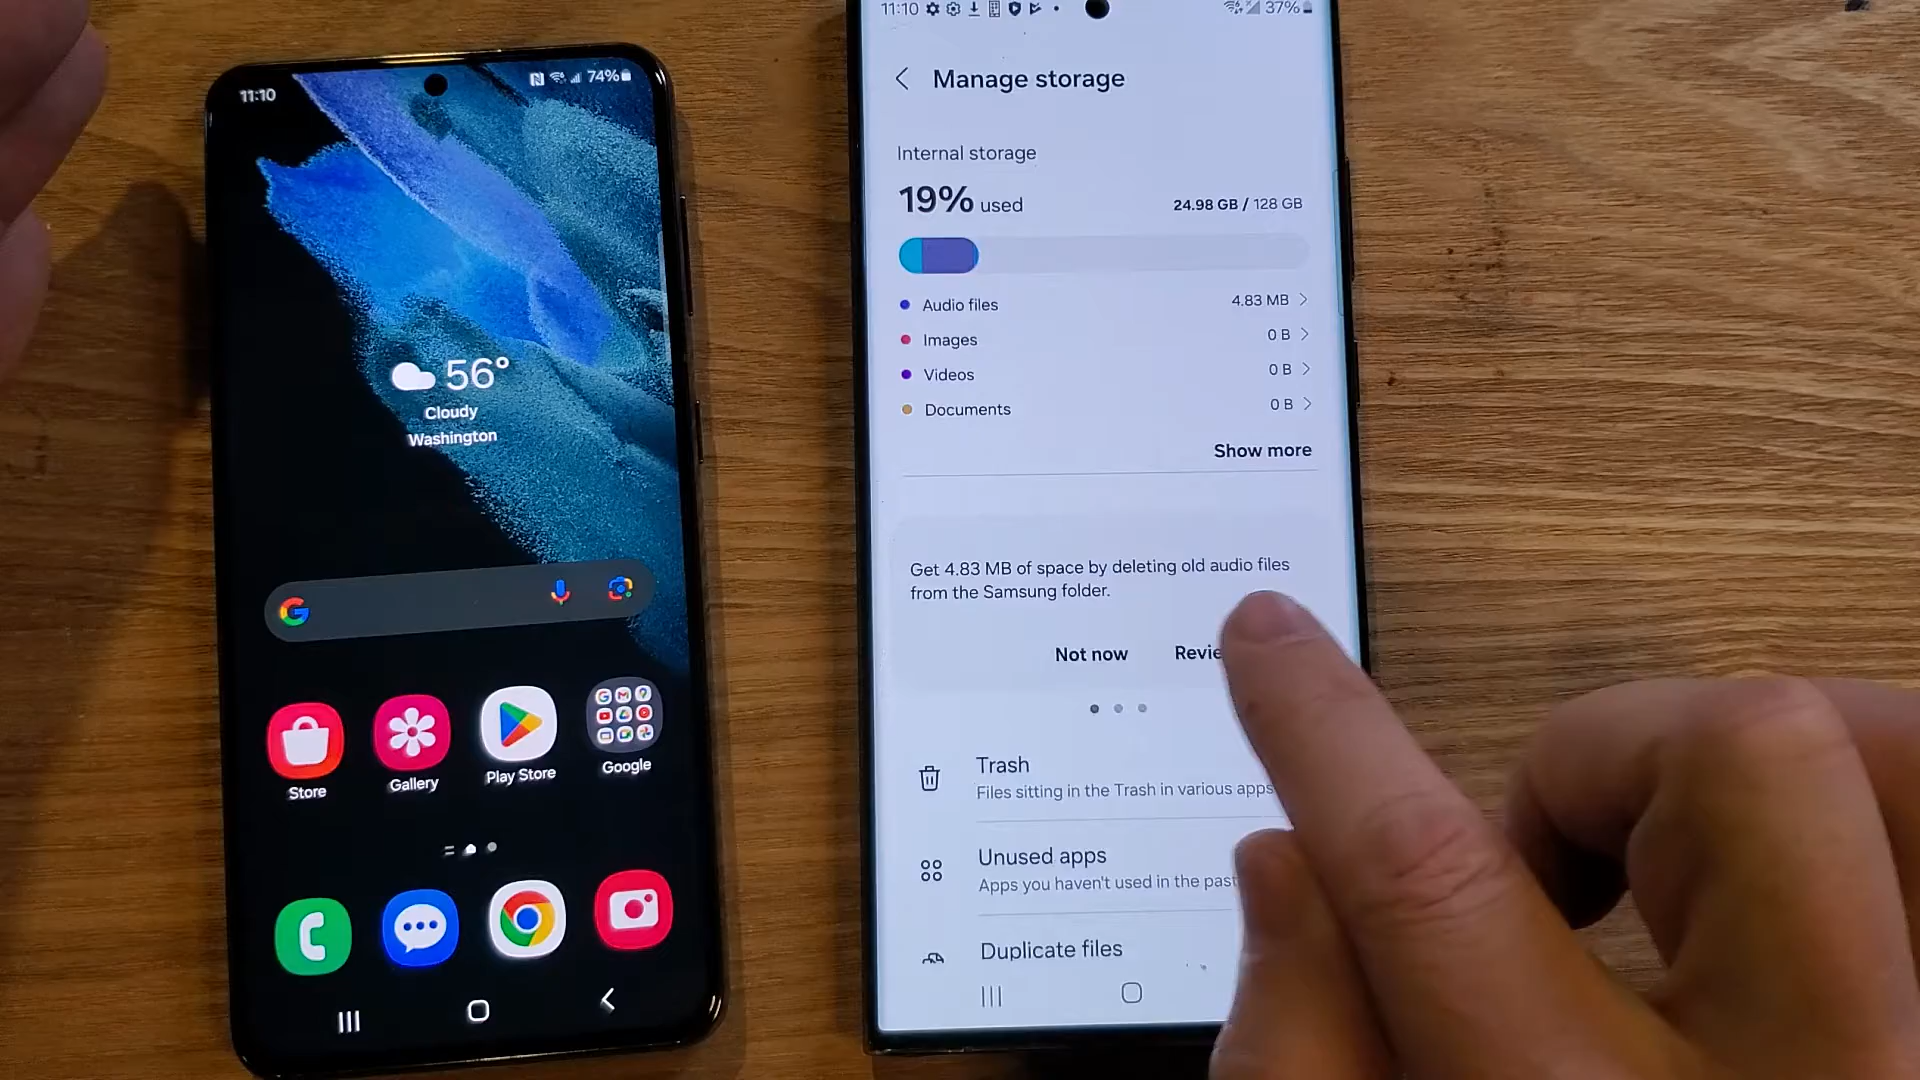 11:10
74%
56°
Cloudy
Washington
Store
Gallery
Play Store
Google
11:10
37%
Manage storage
Internal storage
19% used
24.98 GB / 128 GB
Audio files
4.83 MB
Images
0 B
Videos
0 B
Documents
0 B
Show more
Get 4.83 MB of space by deleting old audio files
from the Samsung folder.
Not now
Revie
Trash
Files sitting in the Trash in various apps
Unused apps
Apps you haven't used in the past
Duplicate files